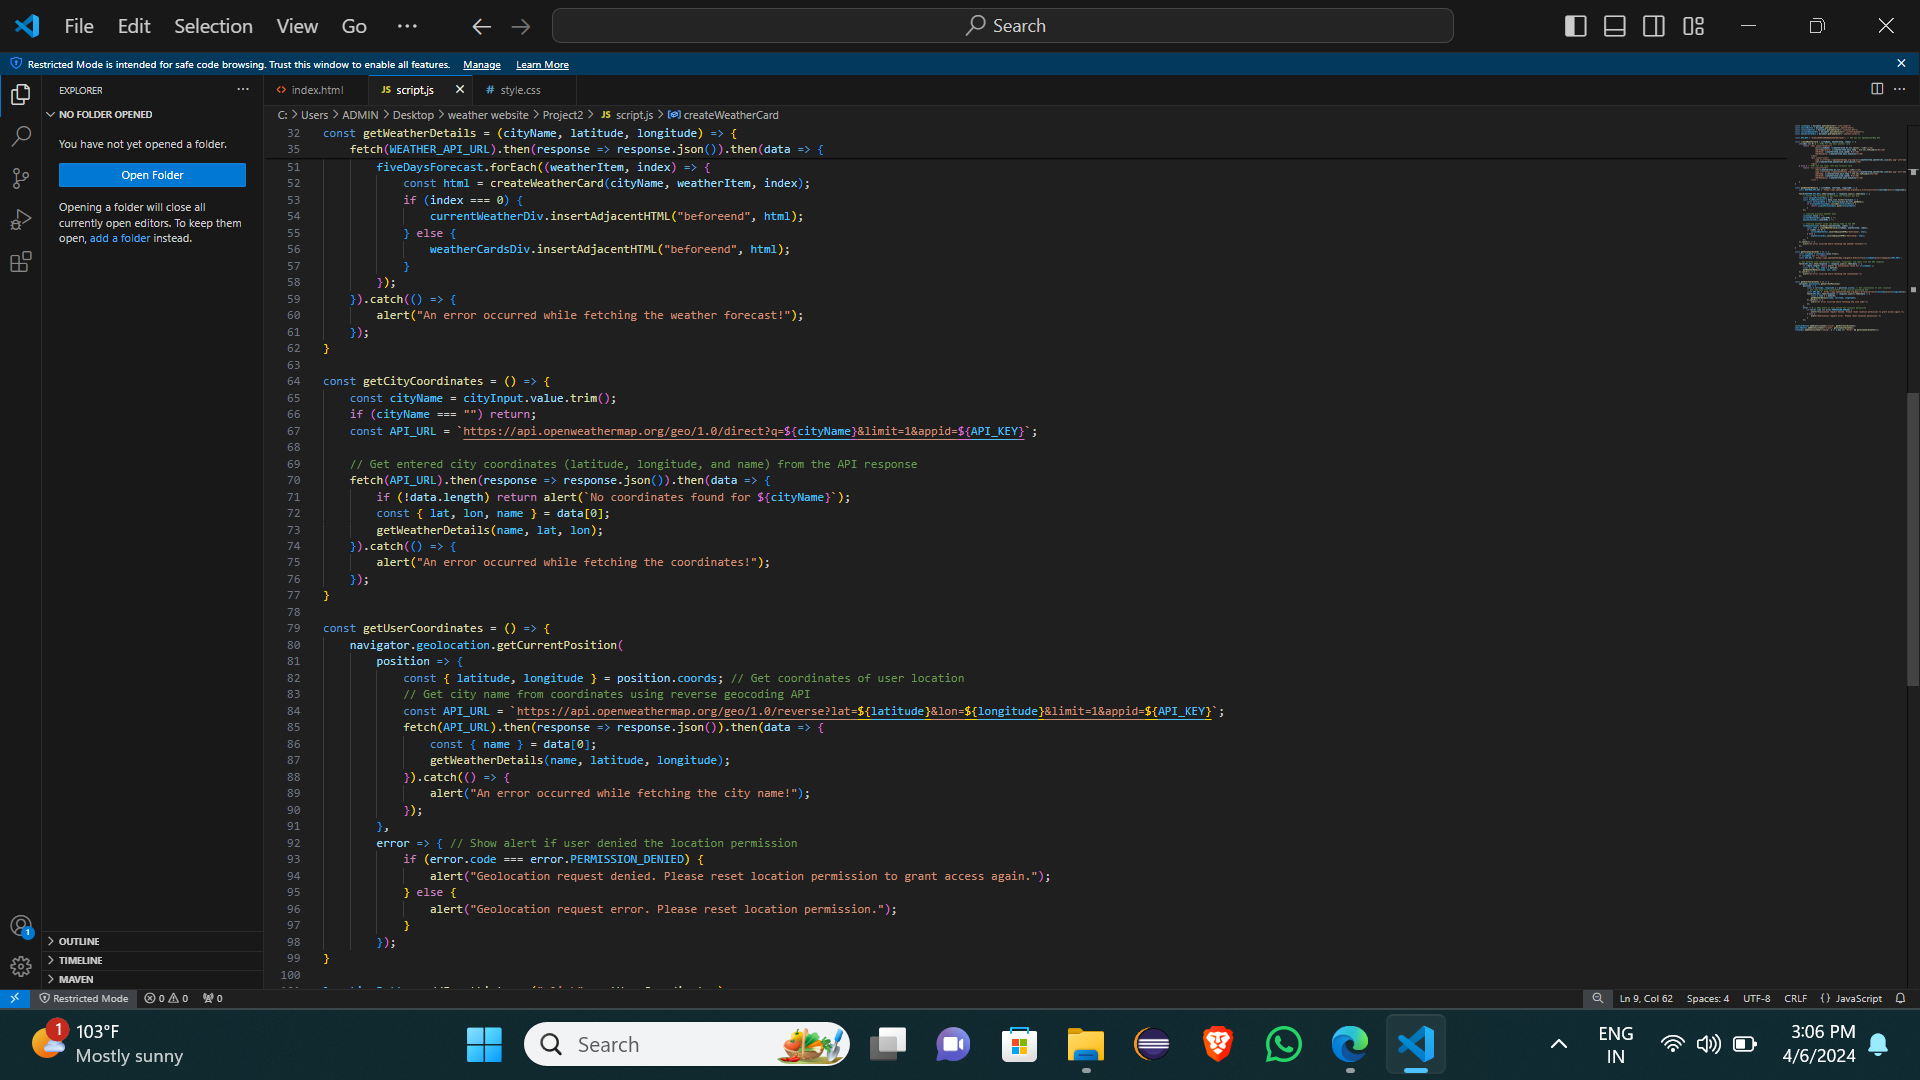 File Edit Selection View Go ··· Search
Restricted Mode is intended for safe code browsing. Trust this window to enable all features. Manage Learn More
EXPLORER ···
NO FOLDER OPENED
You have not yet opened a folder.
Open Folder
Opening a folder will close all
currently open editors. To keep them
open, add a folder instead.
OUTLINE
TIMELINE
MAVEN
<> index.html JS script.js # style.css
C: > Users > ADMIN > Desktop > weather website > Project2 > JS script.js > createWeatherCard
32 const getWeatherDetails = (cityName, latitude, longitude) => {
35 fetch(WEATHER_API_URL).then(response => response.json()).then(data => {
51 fiveDaysForecast.forEach((weatherItem, index) => {
52 const html = createWeatherCard(cityName, weatherItem, index);
53 if (index === 0) {
54 currentWeatherDiv.insertAdjacentHTML("beforeend", html);
55 } else {
56 weatherCardsDiv.insertAdjacentHTML("beforeend", html);
57 }
58 });
59 }).catch(() => {
60 alert("An error occurred while fetching the weather forecast!");
61 });
62 }
63
64 const getCityCoordinates = () => {
65 const cityName = cityInput.value.trim();
66 if (cityName === "") return;
67 const API_URL = `https://api.openweathermap.org/geo/1.0/direct?q=${cityName}&limit=1&appid=${API_KEY}`;
68
69 // Get entered city coordinates (latitude, longitude, and name) from the API response
70 fetch(API_URL).then(response => response.json()).then(data => {
71 if (!data.length) return alert(`No coordinates found for ${cityName}`);
72 const { lat, lon, name } = data[0];
73 getWeatherDetails(name, lat, lon);
74 }).catch(() => {
75 alert("An error occurred while fetching the coordinates!");
76 });
77 }
78
79 const getUserCoordinates = () => {
80 navigator.geolocation.getCurrentPosition(
81 position => {
82 const { latitude, longitude } = position.coords; // Get coordinates of user location
83 // Get city name from coordinates using reverse geocoding API
84 const API_URL = `https://api.openweathermap.org/geo/1.0/reverse?lat=${latitude}&lon=${longitude}&limit=1&appid=${API_KEY}`;
85 fetch(API_URL).then(response => response.json()).then(data => {
86 const { name } = data[0];
87 getWeatherDetails(name, latitude, longitude);
88 }).catch(() => {
89 alert("An error occurred while fetching the city name!");
90 });
91 },
92 error => { // Show alert if user denied the location permission
93 if (error.code === error.PERMISSION_DENIED) {
94 alert("Geolocation request denied. Please reset location permission to grant access again.");
95 } else {
96 alert("Geolocation request error. Please reset location permission.");
97 }
98 });
99 }
100
1
Restricted Mode 0 0 0 Ln 9, Col 62 Spaces: 4 UTF-8 CRLF {} JavaScript
1 103°F
Mostly sunny
Search
ENG
IN
3:06 PM
4/6/2024